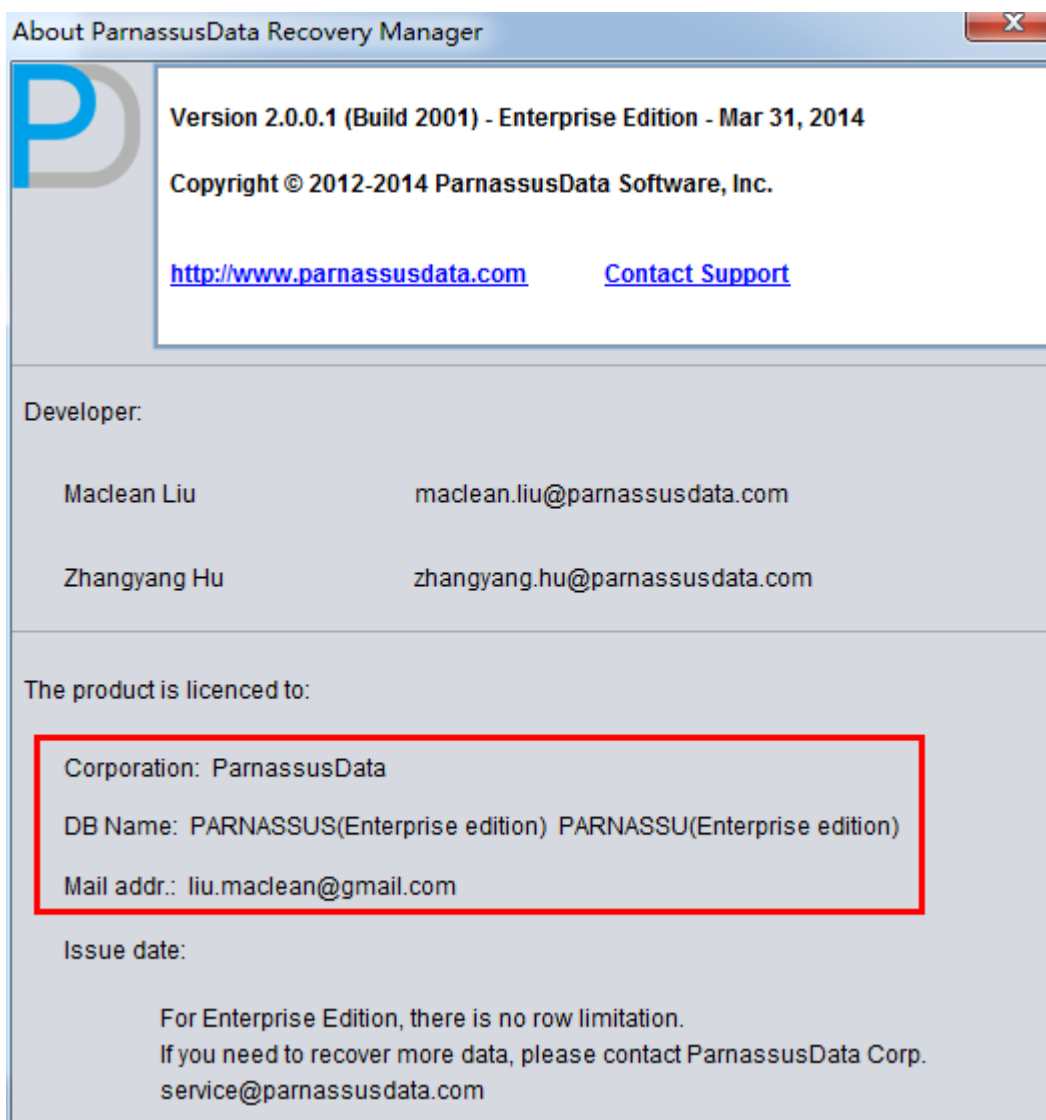 About ParnassusData Recovery Manager
PD
Version 2.0.0.1 (Build 2001) - Enterprise Edition - Mar 31, 2014
Copyright © 2012-2014 ParnassusData Software, Inc.
http://www.parnassusdata.com Contact Support
Developer:
Maclean Liu maclean.liu@parnassusdata.com
Zhangyang Hu zhangyang.hu@parnassusdata.com
The product is licenced to:
Corporation: ParnassusData
DB Name: PARNASSUS(Enterprise edition) PARNASSU(Enterprise edition)
Mail addr.: liu.maclean@gmail.com
Issue date:
For Enterprise Edition, there is no row limitation.
If you need to recover more data, please contact ParnassusData Corp.
service@parnassusdata.com